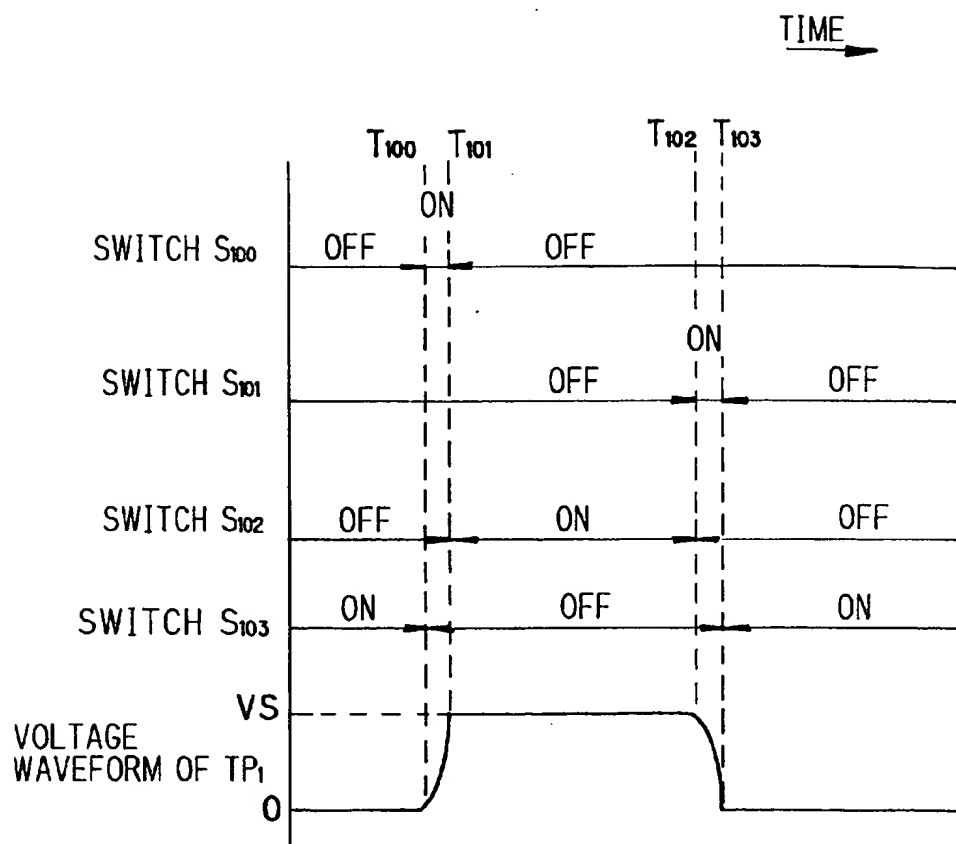 TIME
T100 T101 T102 T103
ON
SWITCH S100 OFF OFF
ON
SWITCH S101 OFF OFF
SWITCH S102 OFF ON OFF
SWITCH S103 ON OFF ON
VS
VOLTAGE
WAVEFORM OF TP1
0